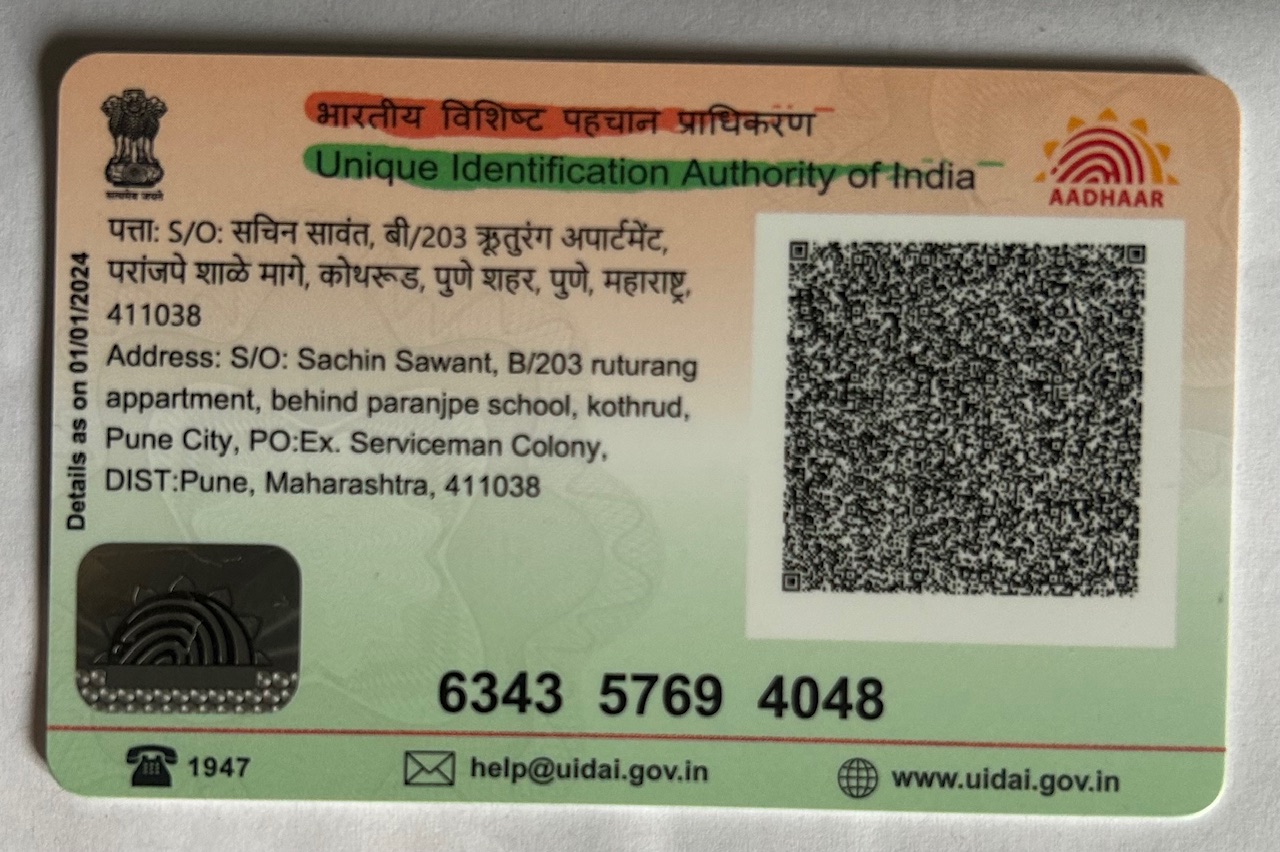 भारतीय विशिष्ट पहचान प्राधिकरण
Unique Identification Authority of India
सत्यमेव जयते
AADHAAR
पत्ता: S/O: सचिन सावंत, बी/203 ऋूतुरंग अपार्टमेंट,
परांजपे शाळे मागे, कोथरूड, पुणे शहर, पुणे, महाराष्ट्र,
411038
Address: S/O: Sachin Sawant, B/203 ruturang
appartment, behind paranjpe school, kothrud,
Pune City, PO:Ex. Serviceman Colony,
DIST:Pune, Maharashtra, 411038
Details as on 01/01/2024
6343 5769 4048
1947
help@uidai.gov.in
www.uidai.gov.in